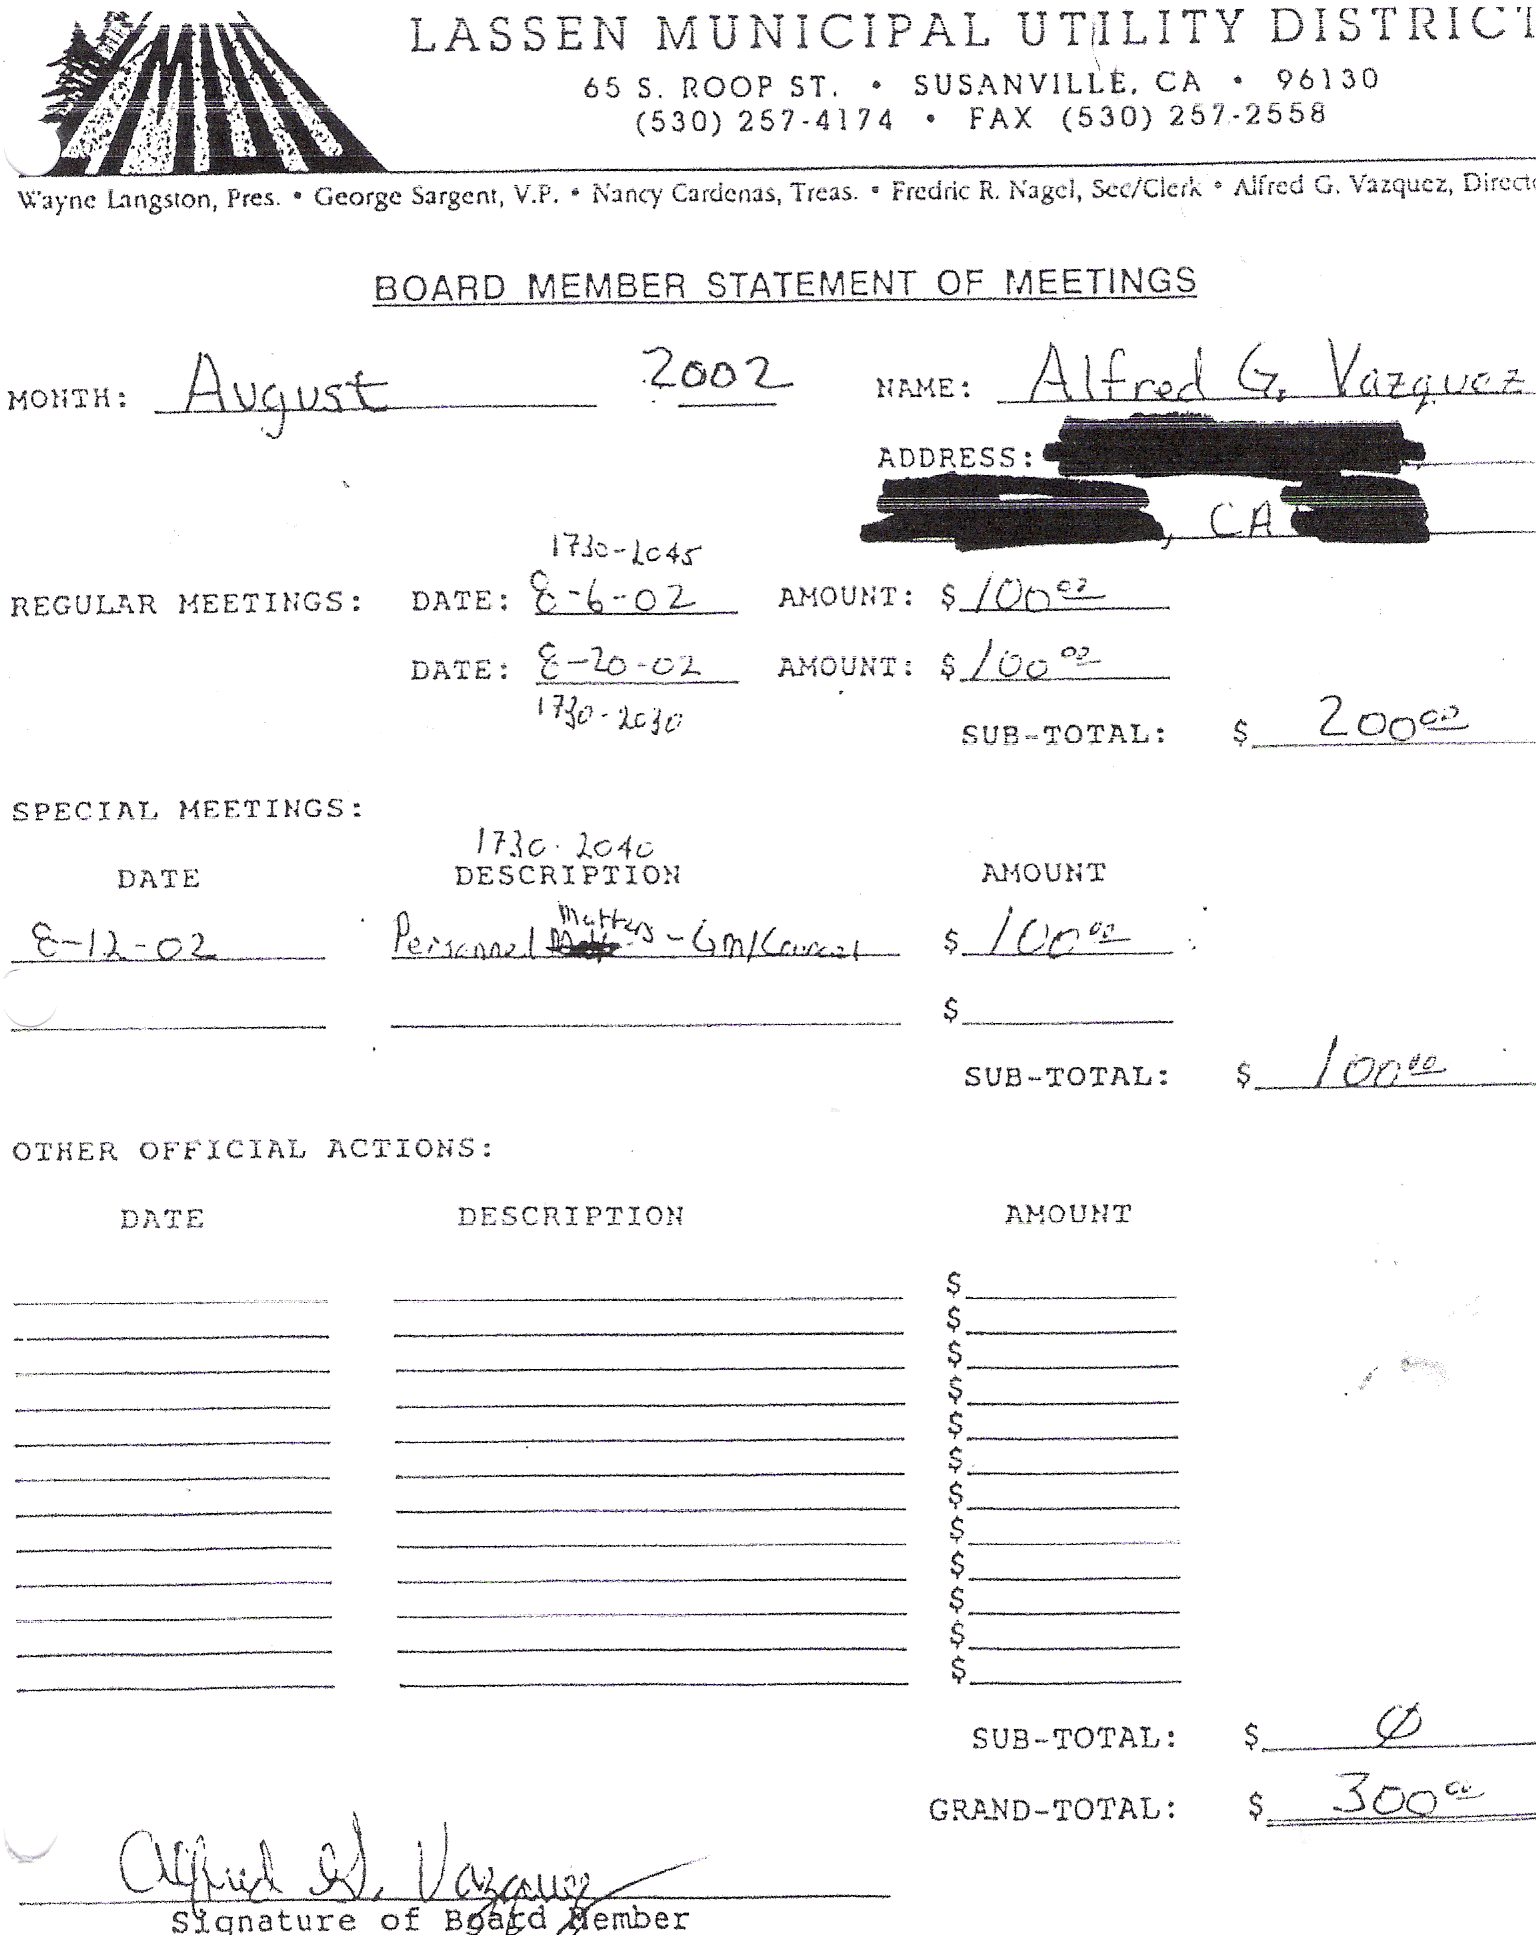 LASSEN MUNICIPAL UTILITY DISTRICT
65 S. ROOP ST. • SUSANVILLE, CA • 96130
(530) 257-4174 • FAX (530) 257-2558
Wayne Langston, Pres. • George Sargent, V.P. • Nancy Cardenas, Treas. • Fredric R. Nagel, Sec/Clerk • Alfred G. Vazquez, Directo
BOARD MEMBER STATEMENT OF MEETINGS
MONTH: August 2002 NAME: Alfred G. Vazquez
ADDRESS:
, CA
1730-2045
REGULAR MEETINGS: DATE: 8-6-02 AMOUNT: $ 100 00
DATE: 8-20-02 AMOUNT: $ 100 00
1730-2030
SUB-TOTAL: $ 200 00
SPECIAL MEETINGS:
1730-2040
DATE DESCRIPTION AMOUNT
8-12-02 Personnel Matters - GM/ $ 100 00
$
SUB-TOTAL: $ 100 00
OTHER OFFICIAL ACTIONS:
DATE DESCRIPTION AMOUNT
$
$
$
$
$
$
$
$
$
$
$
$
SUB-TOTAL: $ 0
GRAND-TOTAL: $ 300 00
Alfred G. Vazquez
Signature of Board Member